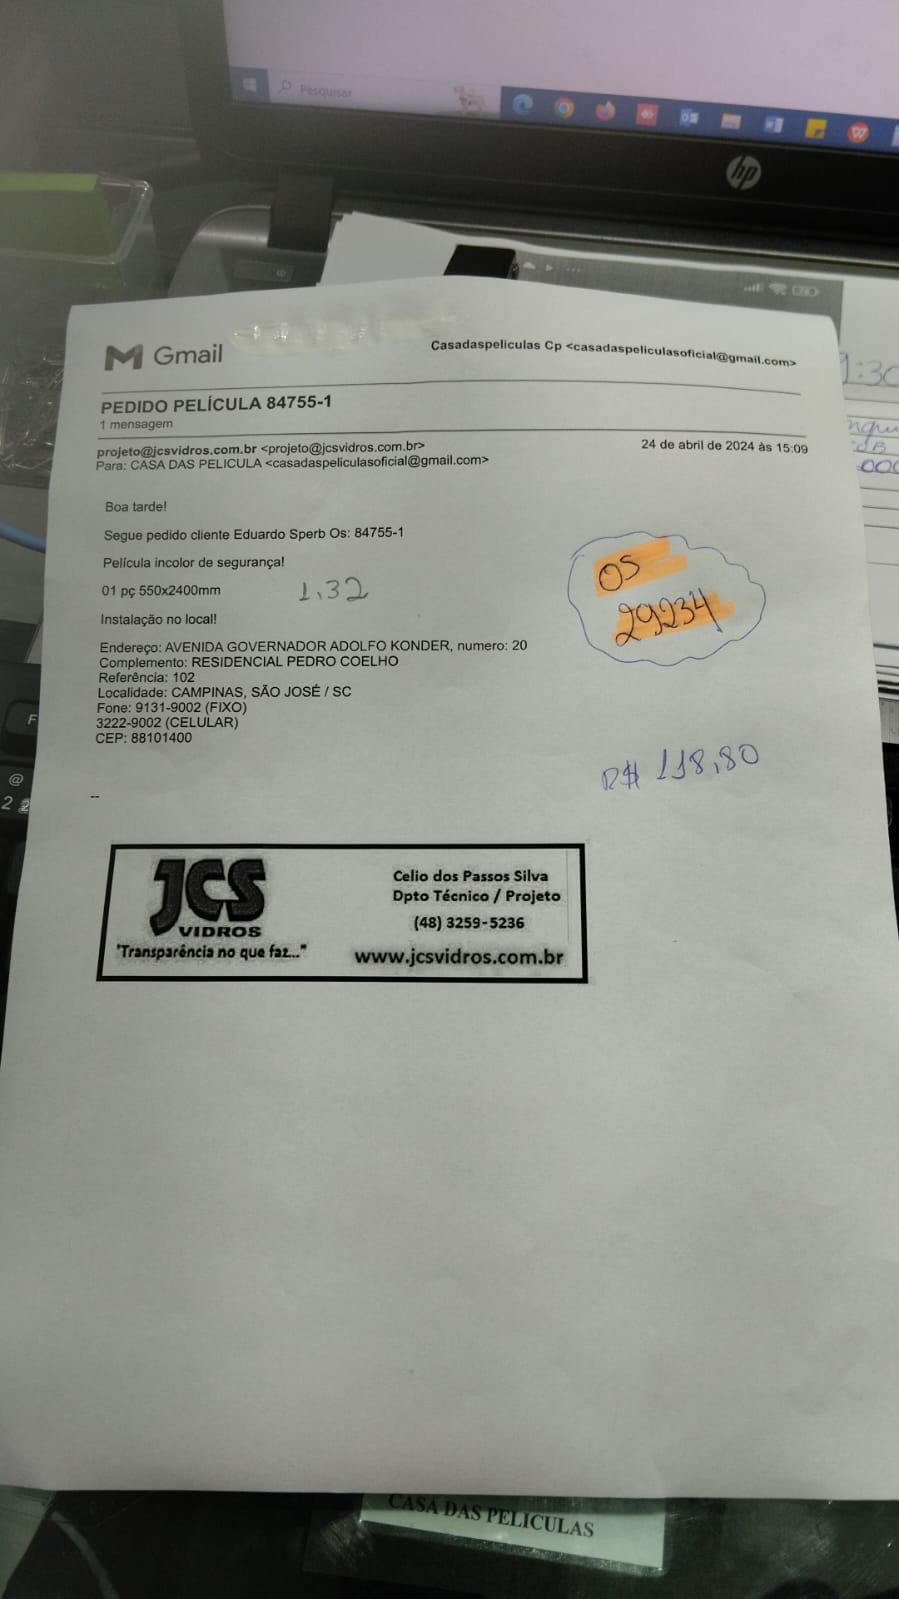 Pesquisar
hp
Gmail
Casadaspeliculas Cp <casadaspeliculasoficial@gmail.com>
PEDIDO PELÍCULA 84755-1
1 mensagem
projeto@jcsvidros.com.br <projeto@jcsvidros.com.br>
24 de abril de 2024 às 15:09
Para: CASA DAS PELICULA <casadaspeliculasoficial@gmail.com>
Boa tarde!
Segue pedido cliente Eduardo Sperb Os: 84755-1
Película incolor de segurança!
01 pç 550x2400mm
1,32
OS
29234
Instalação no local!
Endereço: AVENIDA GOVERNADOR ADOLFO KONDER, numero: 20
Complemento: RESIDENCIAL PEDRO COELHO
Referência: 102
Localidade: CAMPINAS, SÃO JOSÉ / SC
Fone: 9131-9002 (FIXO)
3222-9002 (CELULAR)
CEP: 88101400
R$ 118,80
--
JCS
VIDROS
"Transparência no que faz..."
Celio dos Passos Silva
Dpto Técnico / Projeto
(48) 3259-5236
www.jcsvidros.com.br
CASA DAS PELICULAS